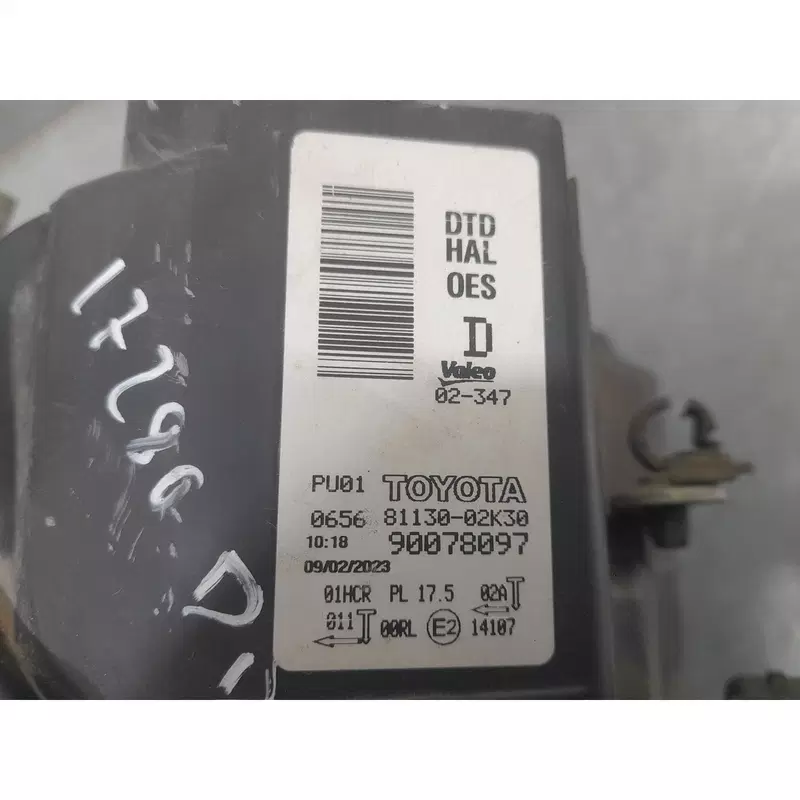 DTD
HAL
OES
D
Valeo
02-347
PU01 TOYOTA
0656 81130-02K30
10:18 90078097
09/02/2023
01HCR PL 17.5 02A
011 00RL E2 14107